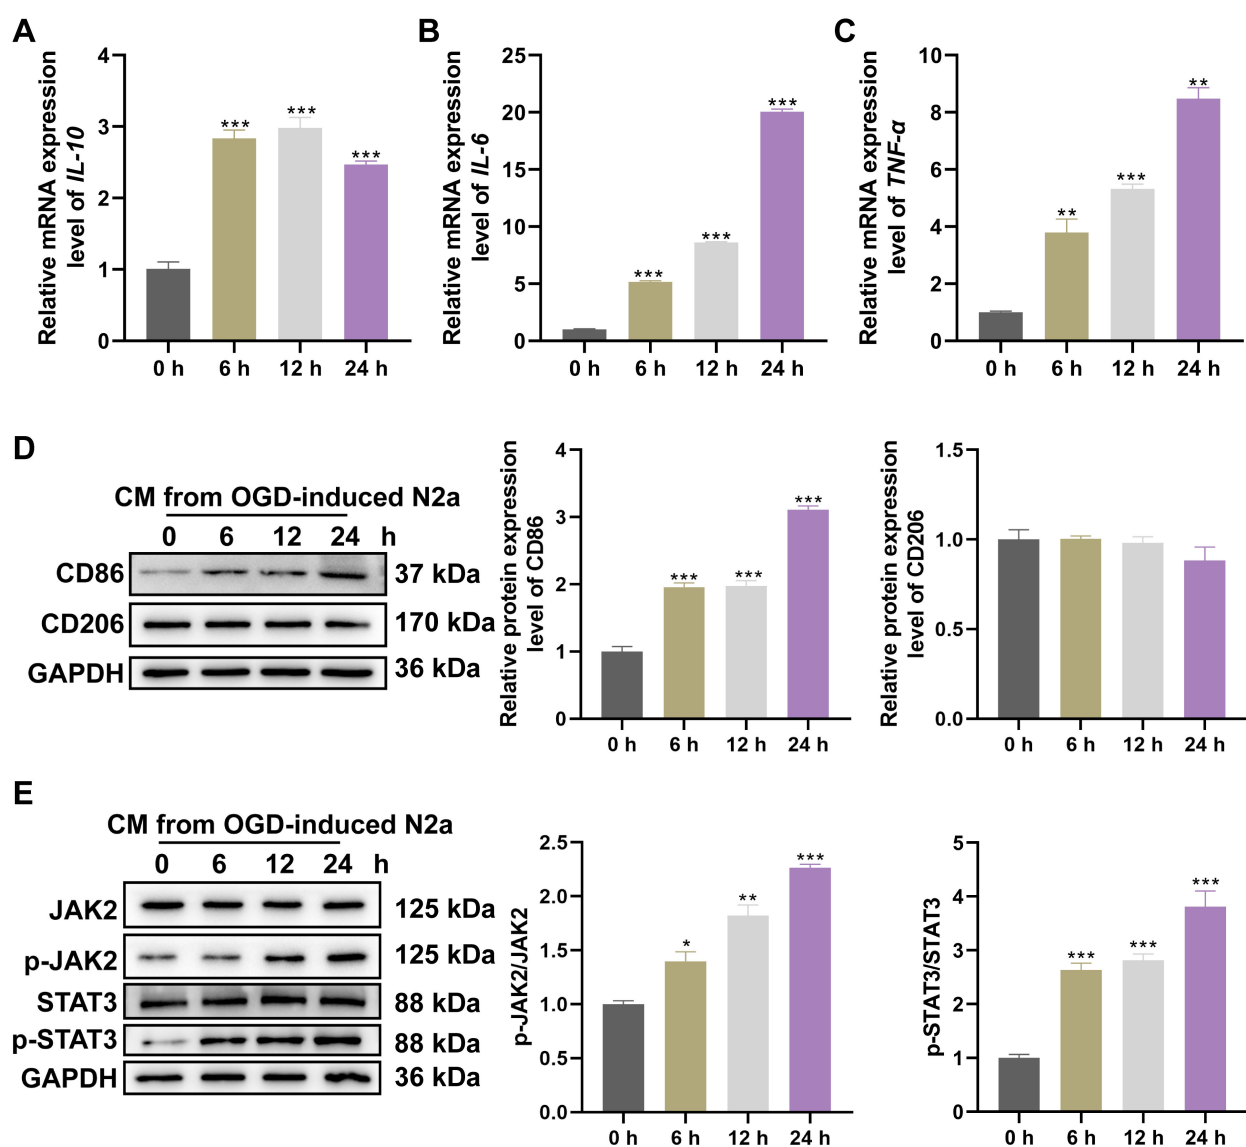 A
Relative mRNA expression
level of IL-10
4
3
2
1
0
***
***
***
0 h
6 h
12 h
24 h
B
Relative mRNA expression
level of IL-6
25
20
15
10
5
0
***
***
***
0 h
6 h
12 h
24 h
C
Relative mRNA expression
level of TNF-α
10
8
6
4
2
0
**
***
**
0 h
6 h
12 h
24 h
D
CM from OGD-induced N2a
0 6 12 24 h
CD86 37 kDa
CD206 170 kDa
GAPDH 36 kDa
Relative protein expression
level of CD86
4
3
2
1
0
***
***
***
0 h
6 h
12 h
24 h
Relative protein expression
level of CD206
1.5
1.0
0.5
0.0
0 h
6 h
12 h
24 h
E
CM from OGD-induced N2a
0 6 12 24 h
JAK2 125 kDa
p-JAK2 125 kDa
STAT3 88 kDa
p-STAT3 88 kDa
GAPDH 36 kDa
p-JAK2/JAK2
2.5
2.0
1.5
1.0
0.5
0.0
*
**
***
0 h
6 h
12 h
24 h
p-STAT3/STAT3
5
4
3
2
1
0
***
***
***
0 h
6 h
12 h
24 h